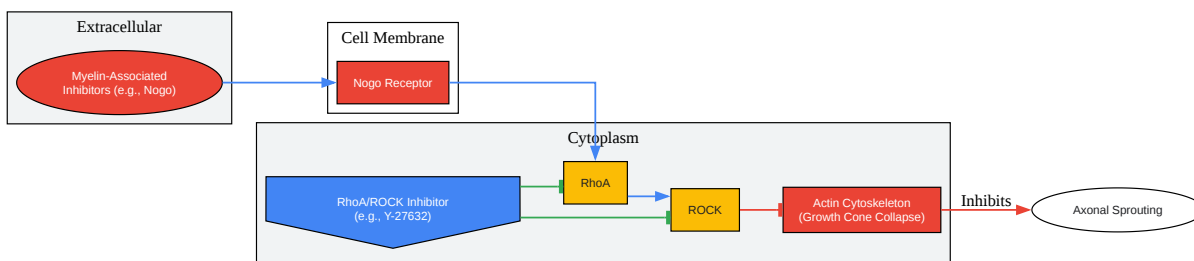 Extracellular
Myelin-Associated
Inhibitors (e.g., Nogo)
Cell Membrane
Nogo Receptor
Cytoplasm
RhoA/ROCK Inhibitor
(e.g., Y-27632)
RhoA
ROCK
Actin Cytoskeleton
(Growth Cone Collapse)
Inhibits
Axonal Sprouting